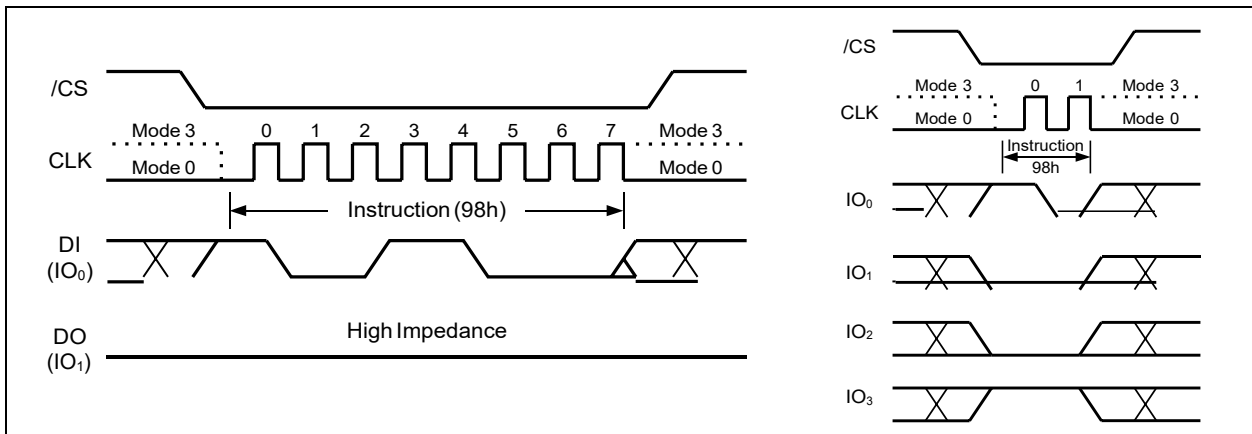 /CS
Mode 3 0 1 2 3 4 5 6 7 Mode 3
CLK
Mode 0 Mode 0
Instruction (98h)
DI
(IO₀)
High Impedance
DO
(IO₁)
/CS
Mode 3 0 1 Mode 3
CLK
Mode 0 Mode 0
Instruction
98h
IO₀
IO₁
IO₂
IO₃